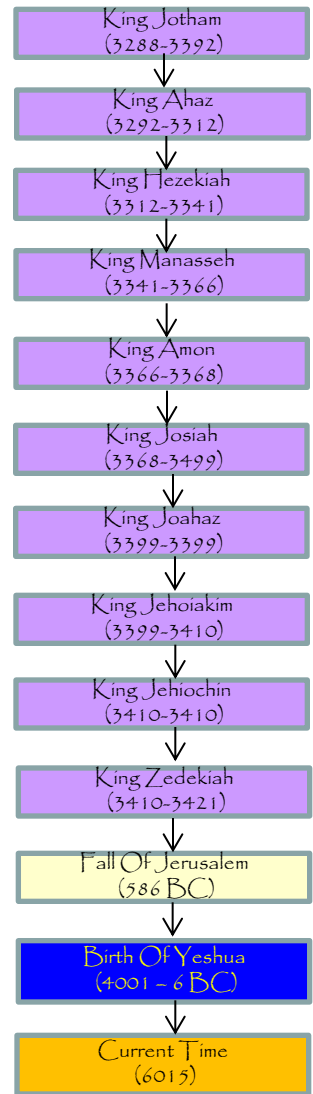 King Jotham
(3288-3392)
King Ahaz
(3292-3312)
King Hezekiah
(3312-3341)
King Manasseh
(3341-3366)
King Amon
(3366-3368)
King Josiah
(3368-3499)
King Joahaz
(3399-3399)
King Jehoiakim
(3399-3410)
King Jehiochin
(3410-3410)
King Zedekiah
(3410-3421)
Fall Of Jerusalem
(586 BC)
Birth Of Yeshua
(4001 – 6 BC)
Current Time
(6015)